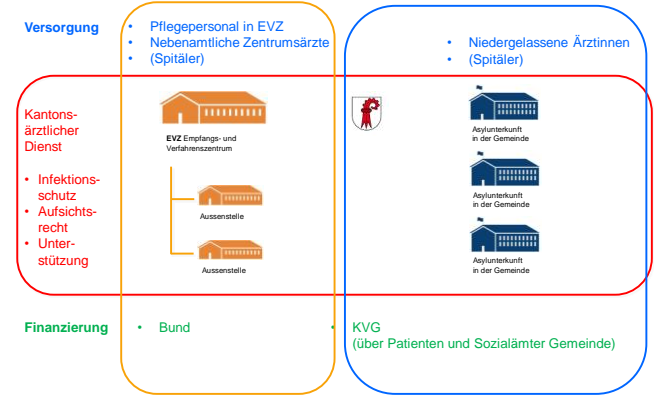 Versorgung
• Pflegepersonal in EVZ
• Nebenamtliche Zentrumsärzte
• (Spitäler)
• Niedergelassene Ärztinnen
• (Spitäler)
Kantons-
ärztlicher
Dienst
• Infektions-
schutz
• Aufsichts-
recht
• Unter-
stützung
EVZ Empfangs- und
Verfahrenszentrum
Aussenstelle
Aussenstelle
Asylunterkunft
in der Gemeinde
Asylunterkunft
in der Gemeinde
Asylunterkunft
in der Gemeinde
Finanzierung
• Bund
• KVG
(über Patienten und Sozialämter Gemeinde)